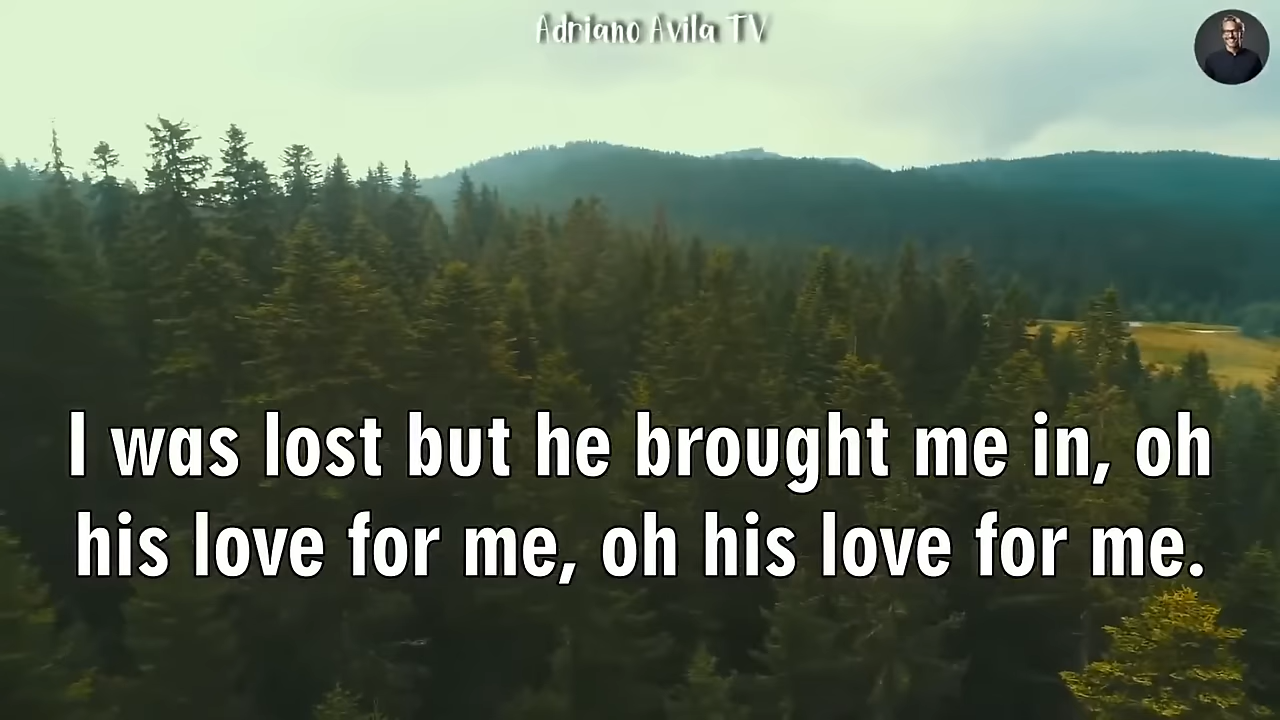 Adriano Avila TV
I was lost but he brought me in, oh
his love for me, oh his love for me.